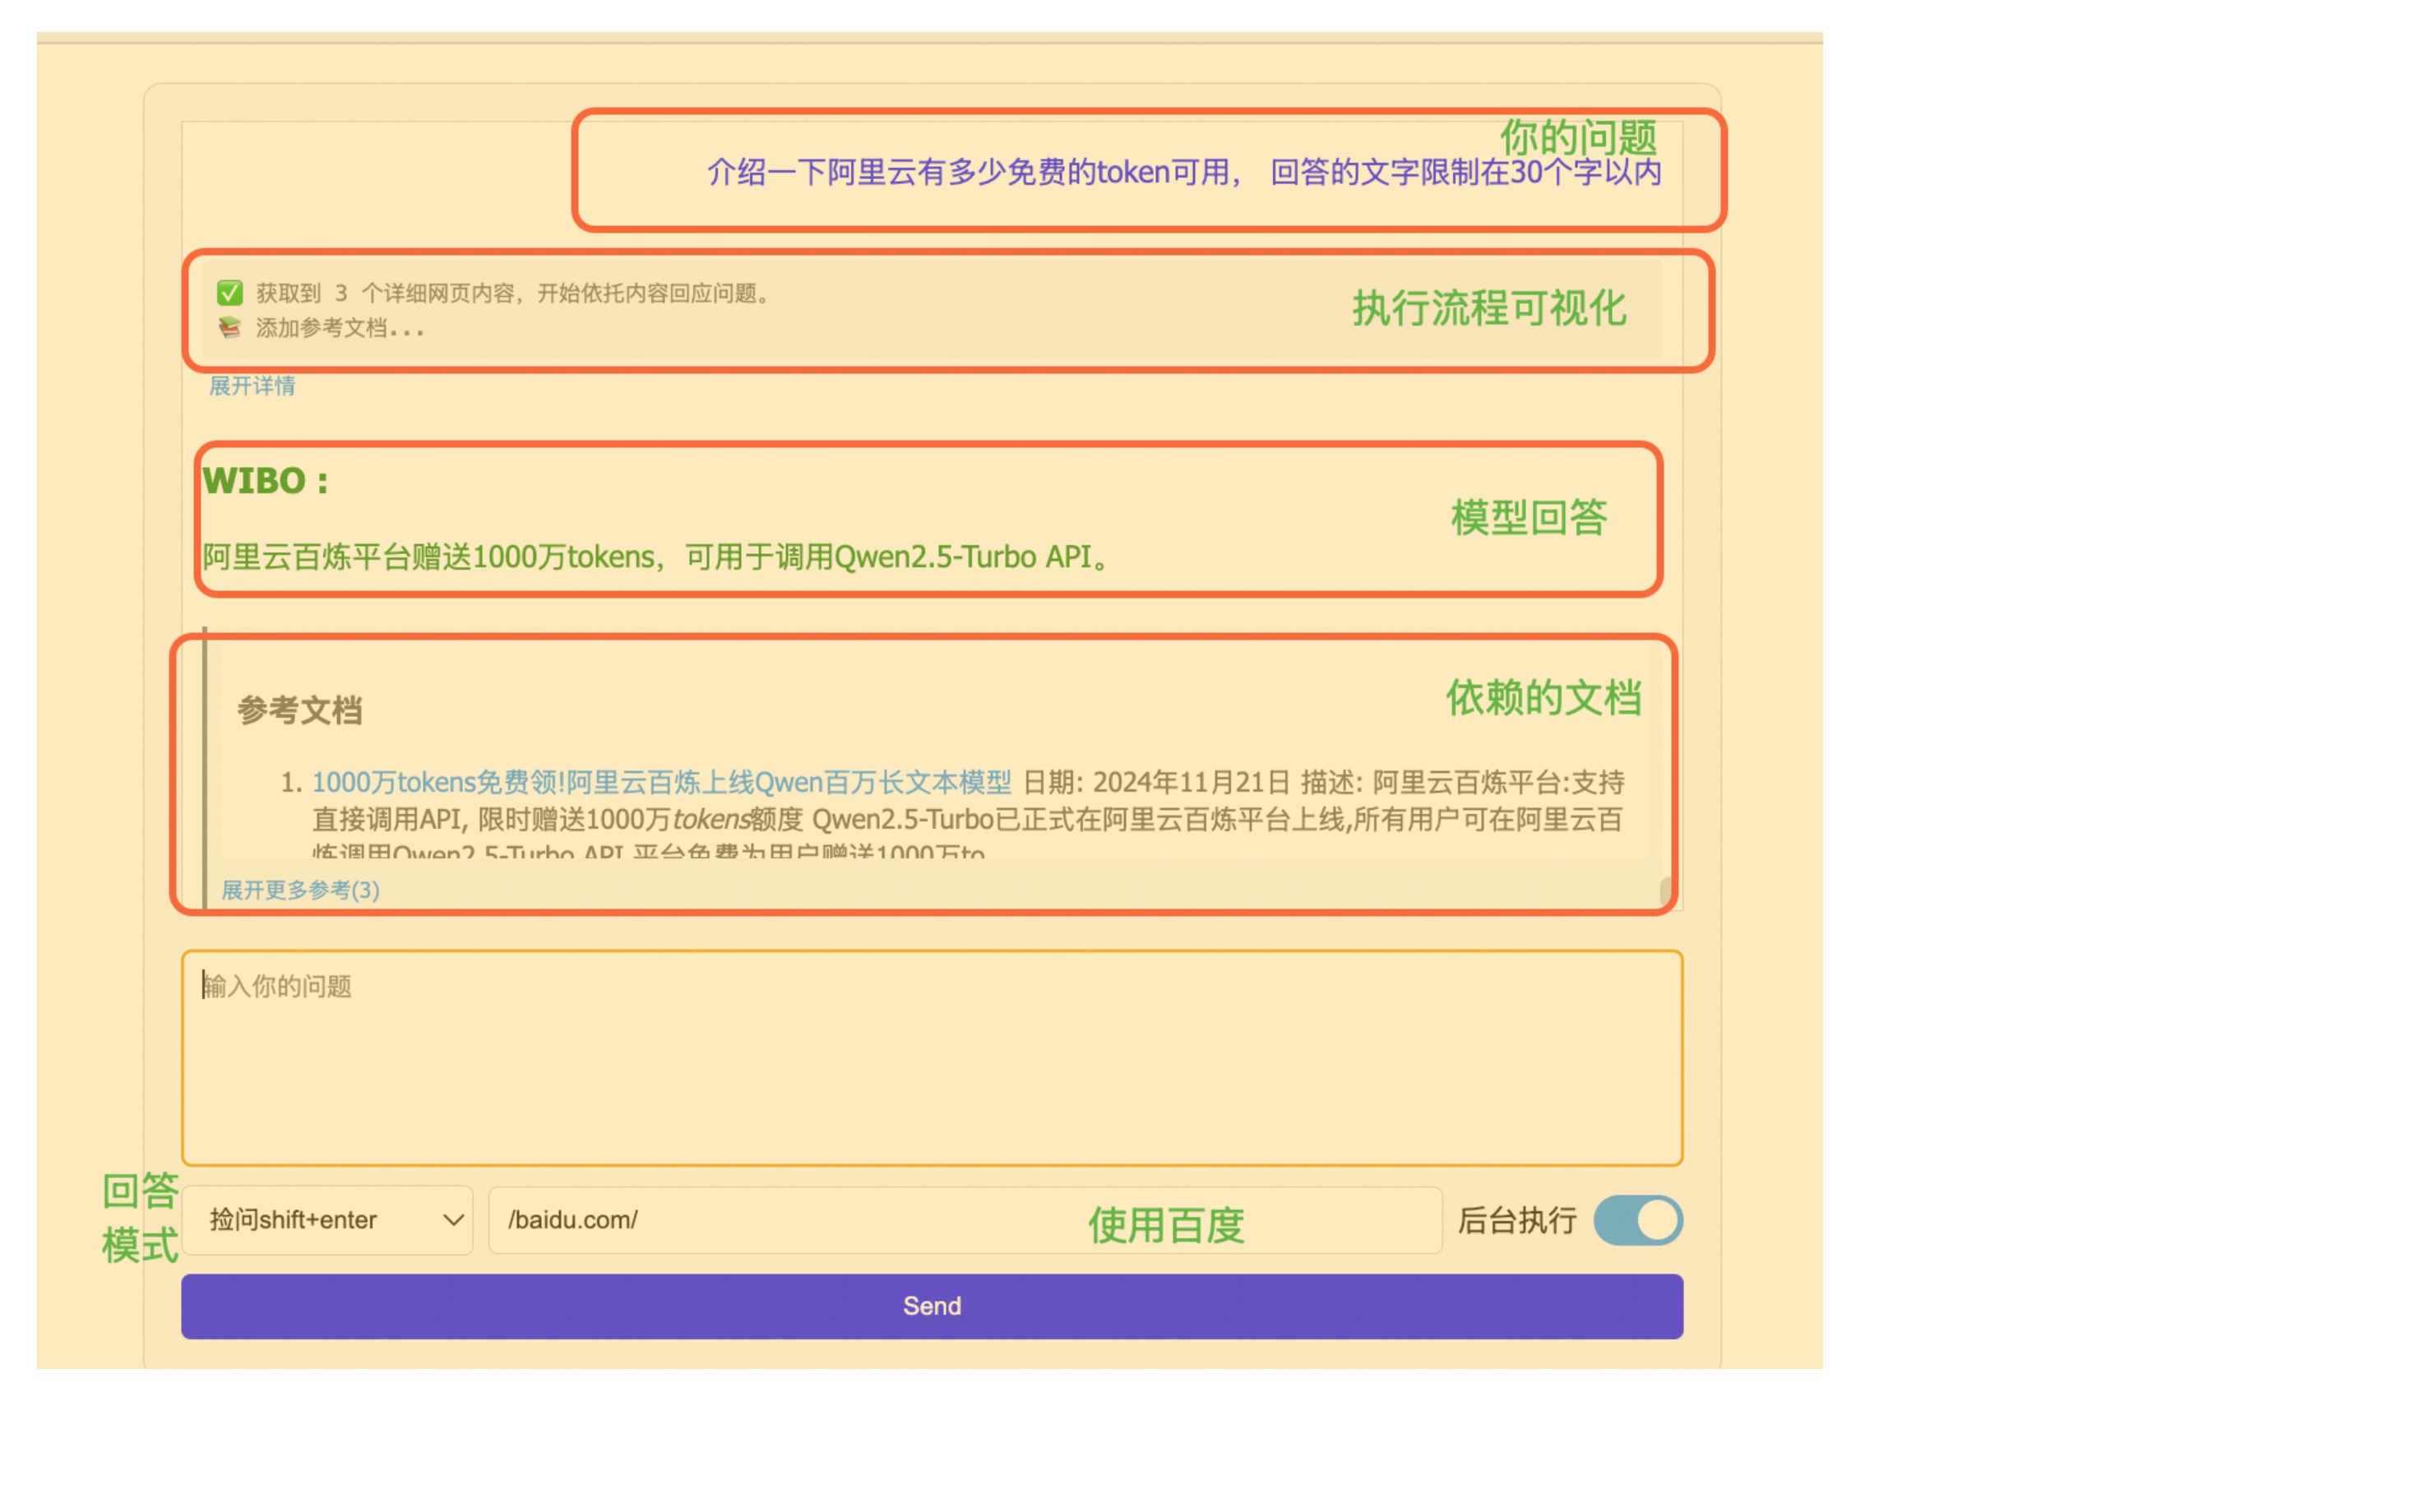 你的问题
介绍一下阿里云有多少免费的token可用， 回答的文字限制在30个字以内
✅ 获取到 3 个详细网页内容，开始依托内容回应问题。
执行流程可视化
📚 添加参考文档...
展开详情
WIBO：
模型回答
阿里云百炼平台赠送1000万tokens，可用于调用Qwen2.5-Turbo API。
依赖的文档
参考文档
1. 1000万tokens免费领!阿里云百炼上线Qwen百万长文本模型 日期: 2024年11月21日 描述: 阿里云百炼平台:支持
直接调用API, 限时赠送1000万tokens额度 Qwen2.5-Turbo已正式在阿里云百炼平台上线,所有用户可在阿里云百
炼调用Qwen2.5-Turbo API,平台免费为用户赠送1000万to
展开更多参考(3)
输入你的问题
回答
模式
捡问shift+enter
/baidu.com/
使用百度
后台执行
Send